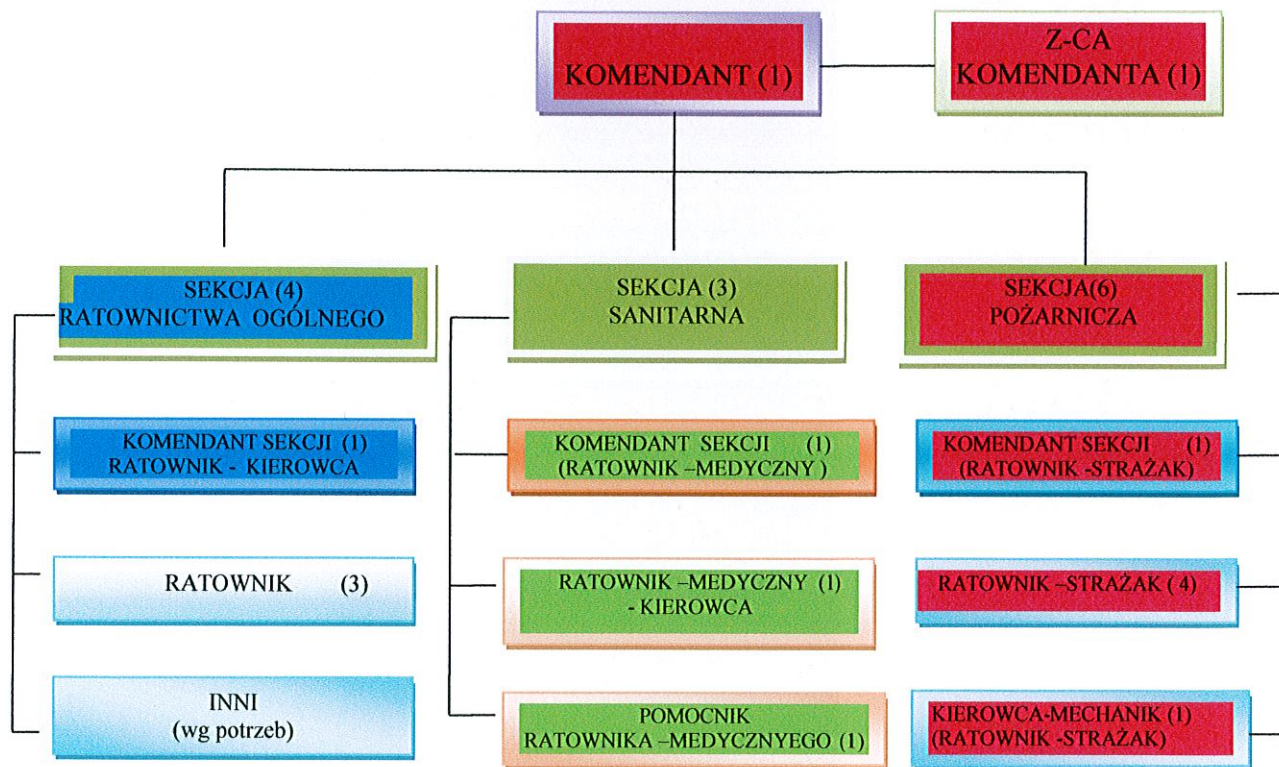 KOMENDANT (1)
Z-CA
KOMENDANTA (1)
SEKCJA (4)
RATOWNICTWA OGÓLNEGO
SEKCJA (3)
SANITARNA
SEKCJA(6)
POŻARNICZA
KOMENDANT SEKCJI (1)
RATOWNIK - KIEROWCA
KOMENDANT SEKCJI (1)
(RATOWNIK –MEDYCZNY )
KOMENDANT SEKCJI (1)
(RATOWNIK -STRAŻAK)
RATOWNIK (3)
RATOWNIK –MEDYCZNY (1)
- KIEROWCA
RATOWNIK –STRAŻAK ( 4)
INNI
(wg potrzeb)
POMOCNIK
RATOWNIKA –MEDYCZNYEGO (1)
KIEROWCA-MECHANIK (1)
(RATOWNIK -STRAŻAK)